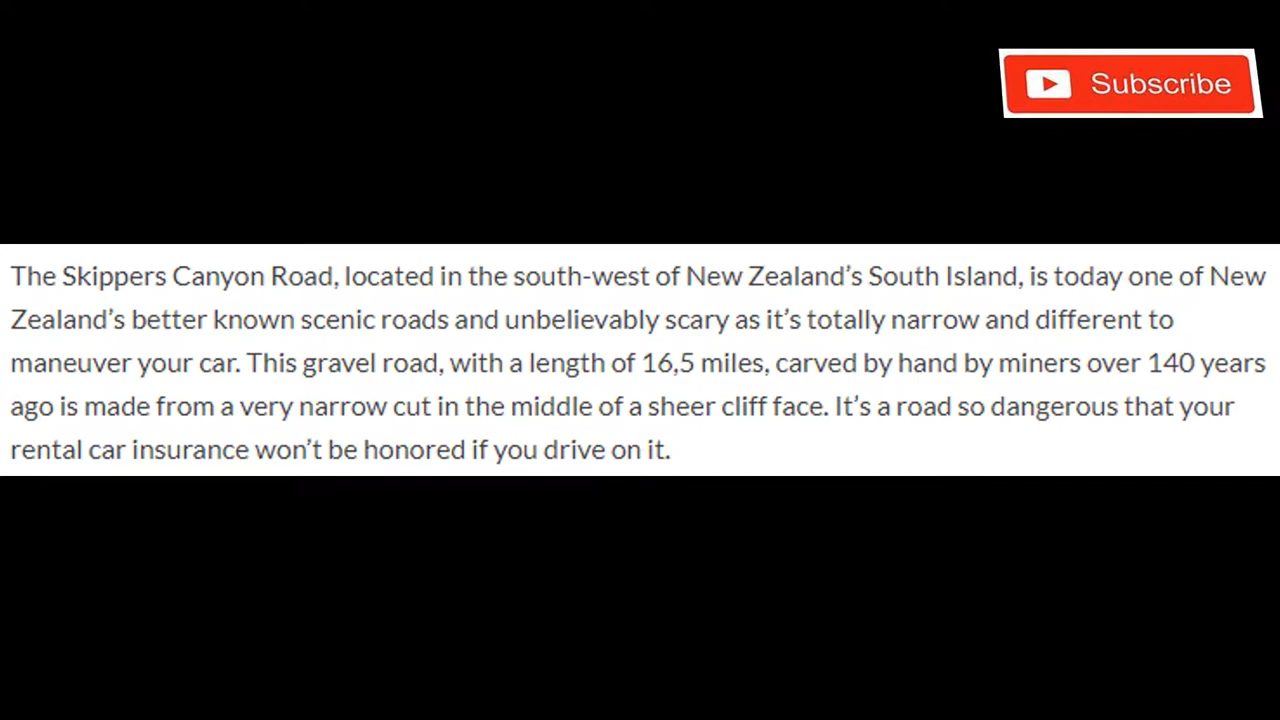 Subscribe
The Skippers Canyon Road, located in the south-west of New Zealand’s South Island, is today one of New
Zealand’s better known scenic roads and unbelievably scary as it’s totally narrow and different to
maneuver your car. This gravel road, with a length of 16,5 miles, carved by hand by miners over 140 years
ago is made from a very narrow cut in the middle of a sheer cliff face. It’s a road so dangerous that your
rental car insurance won’t be honored if you drive on it.